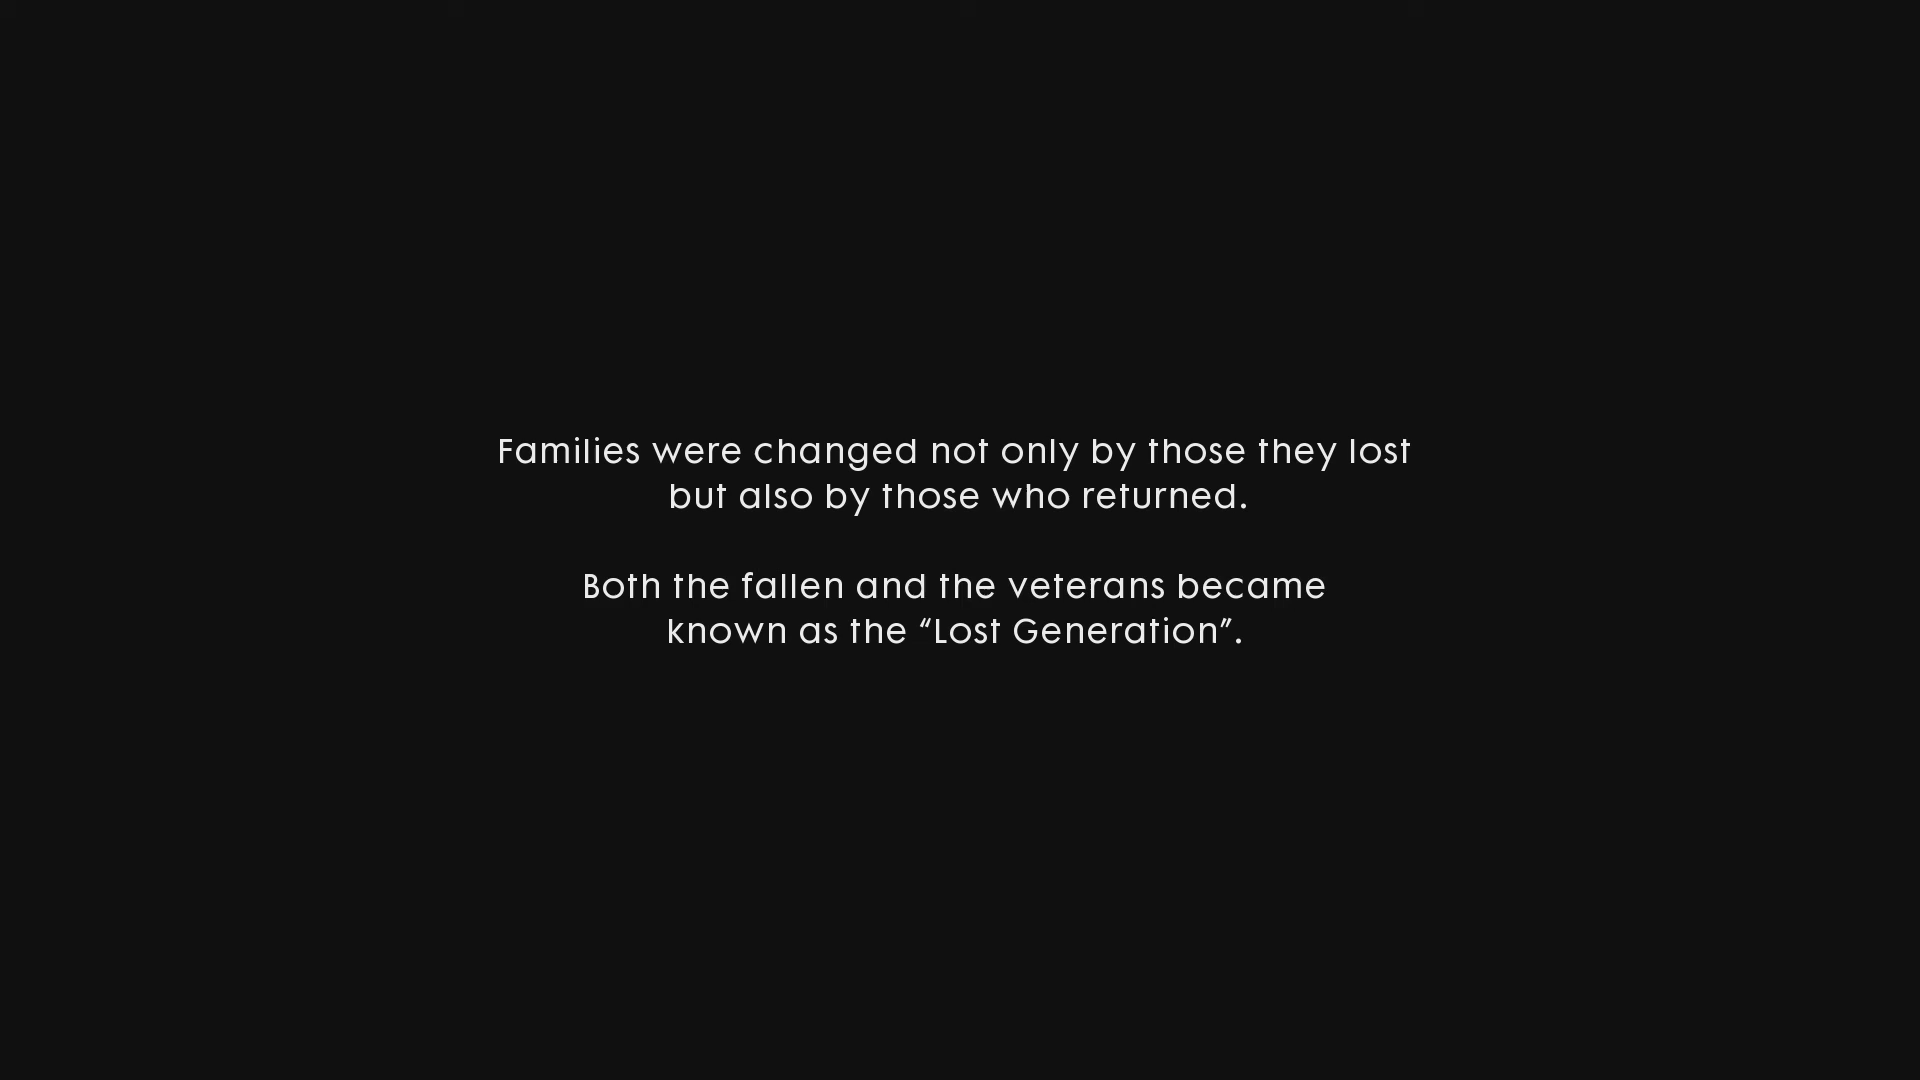 Families were changed not only by those they lost
but also by those who returned.
Both the fallen and the veterans became
known as the “Lost Generation”.